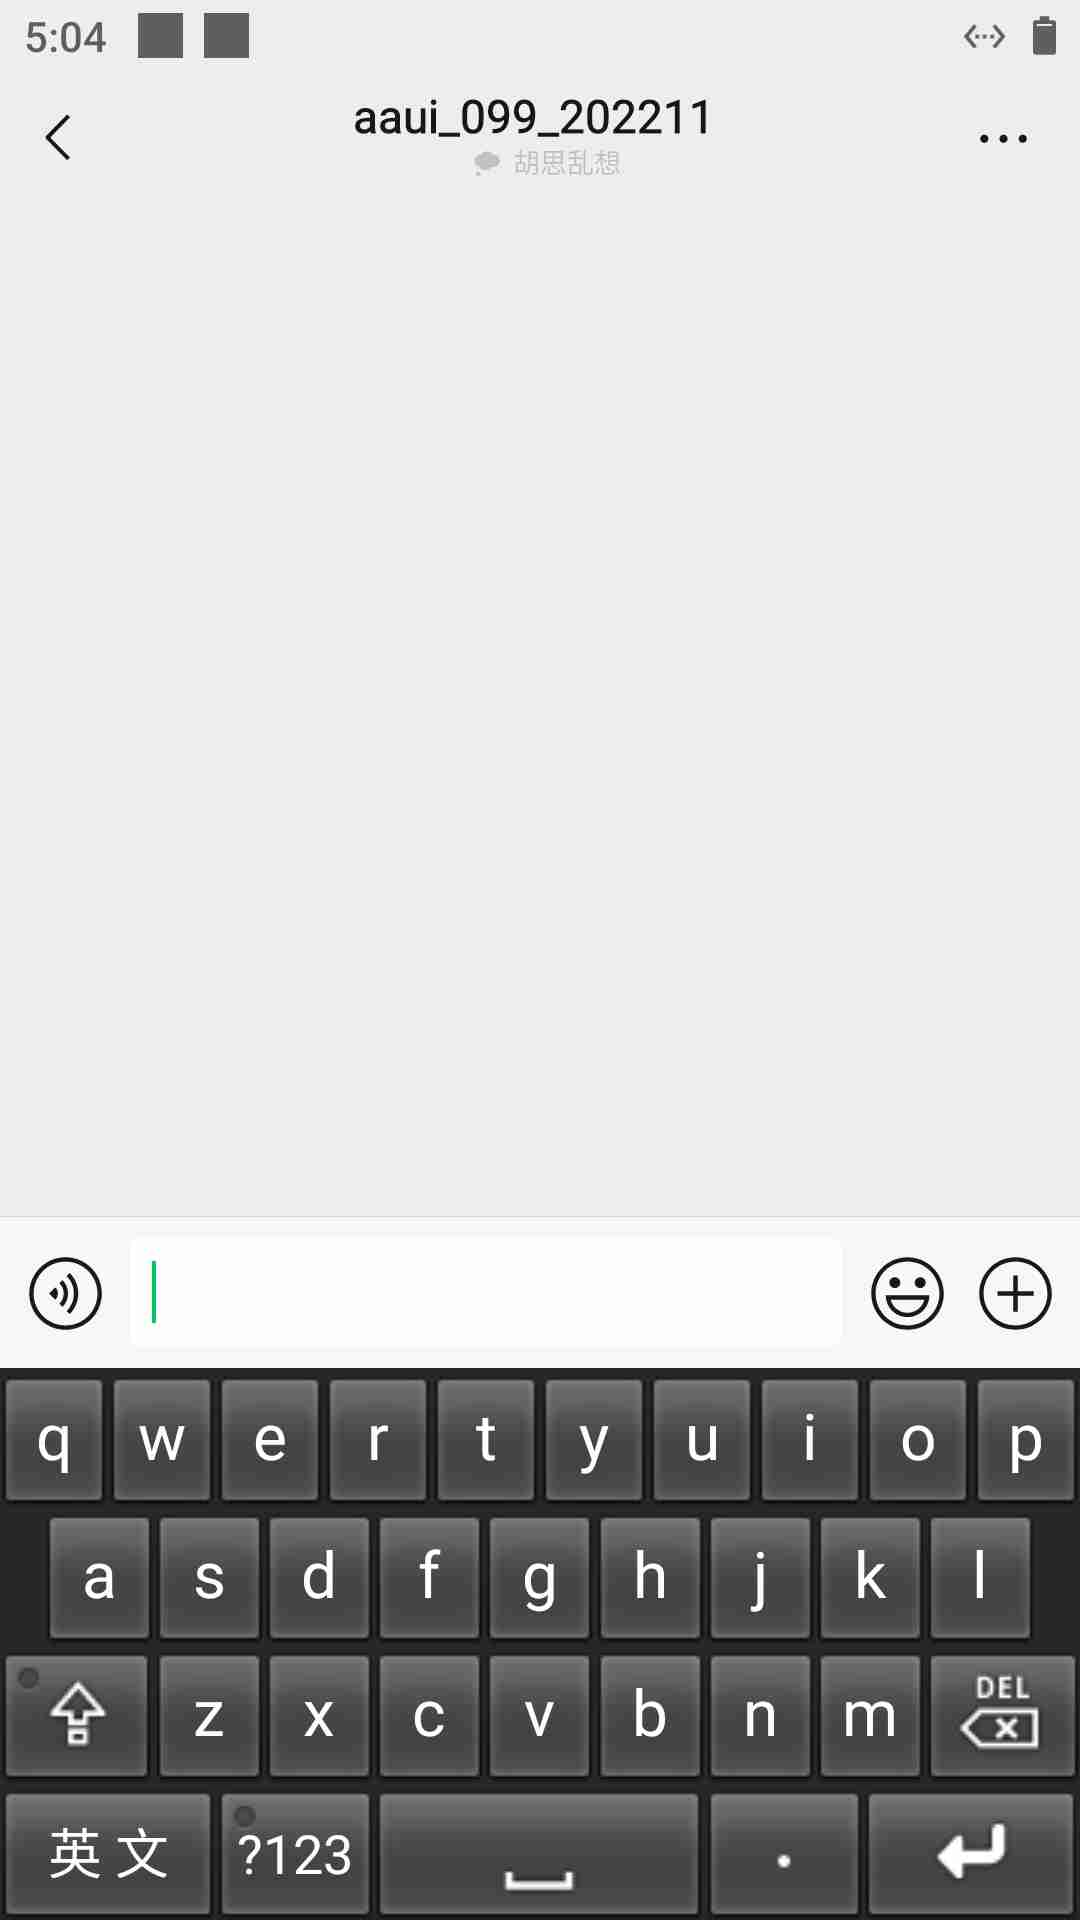 5:04
aaui_099_202211
胡思乱想
q w e r t y u i o p
a s d f g h j k l
z x c v b n m DEL
英文 ?123 .